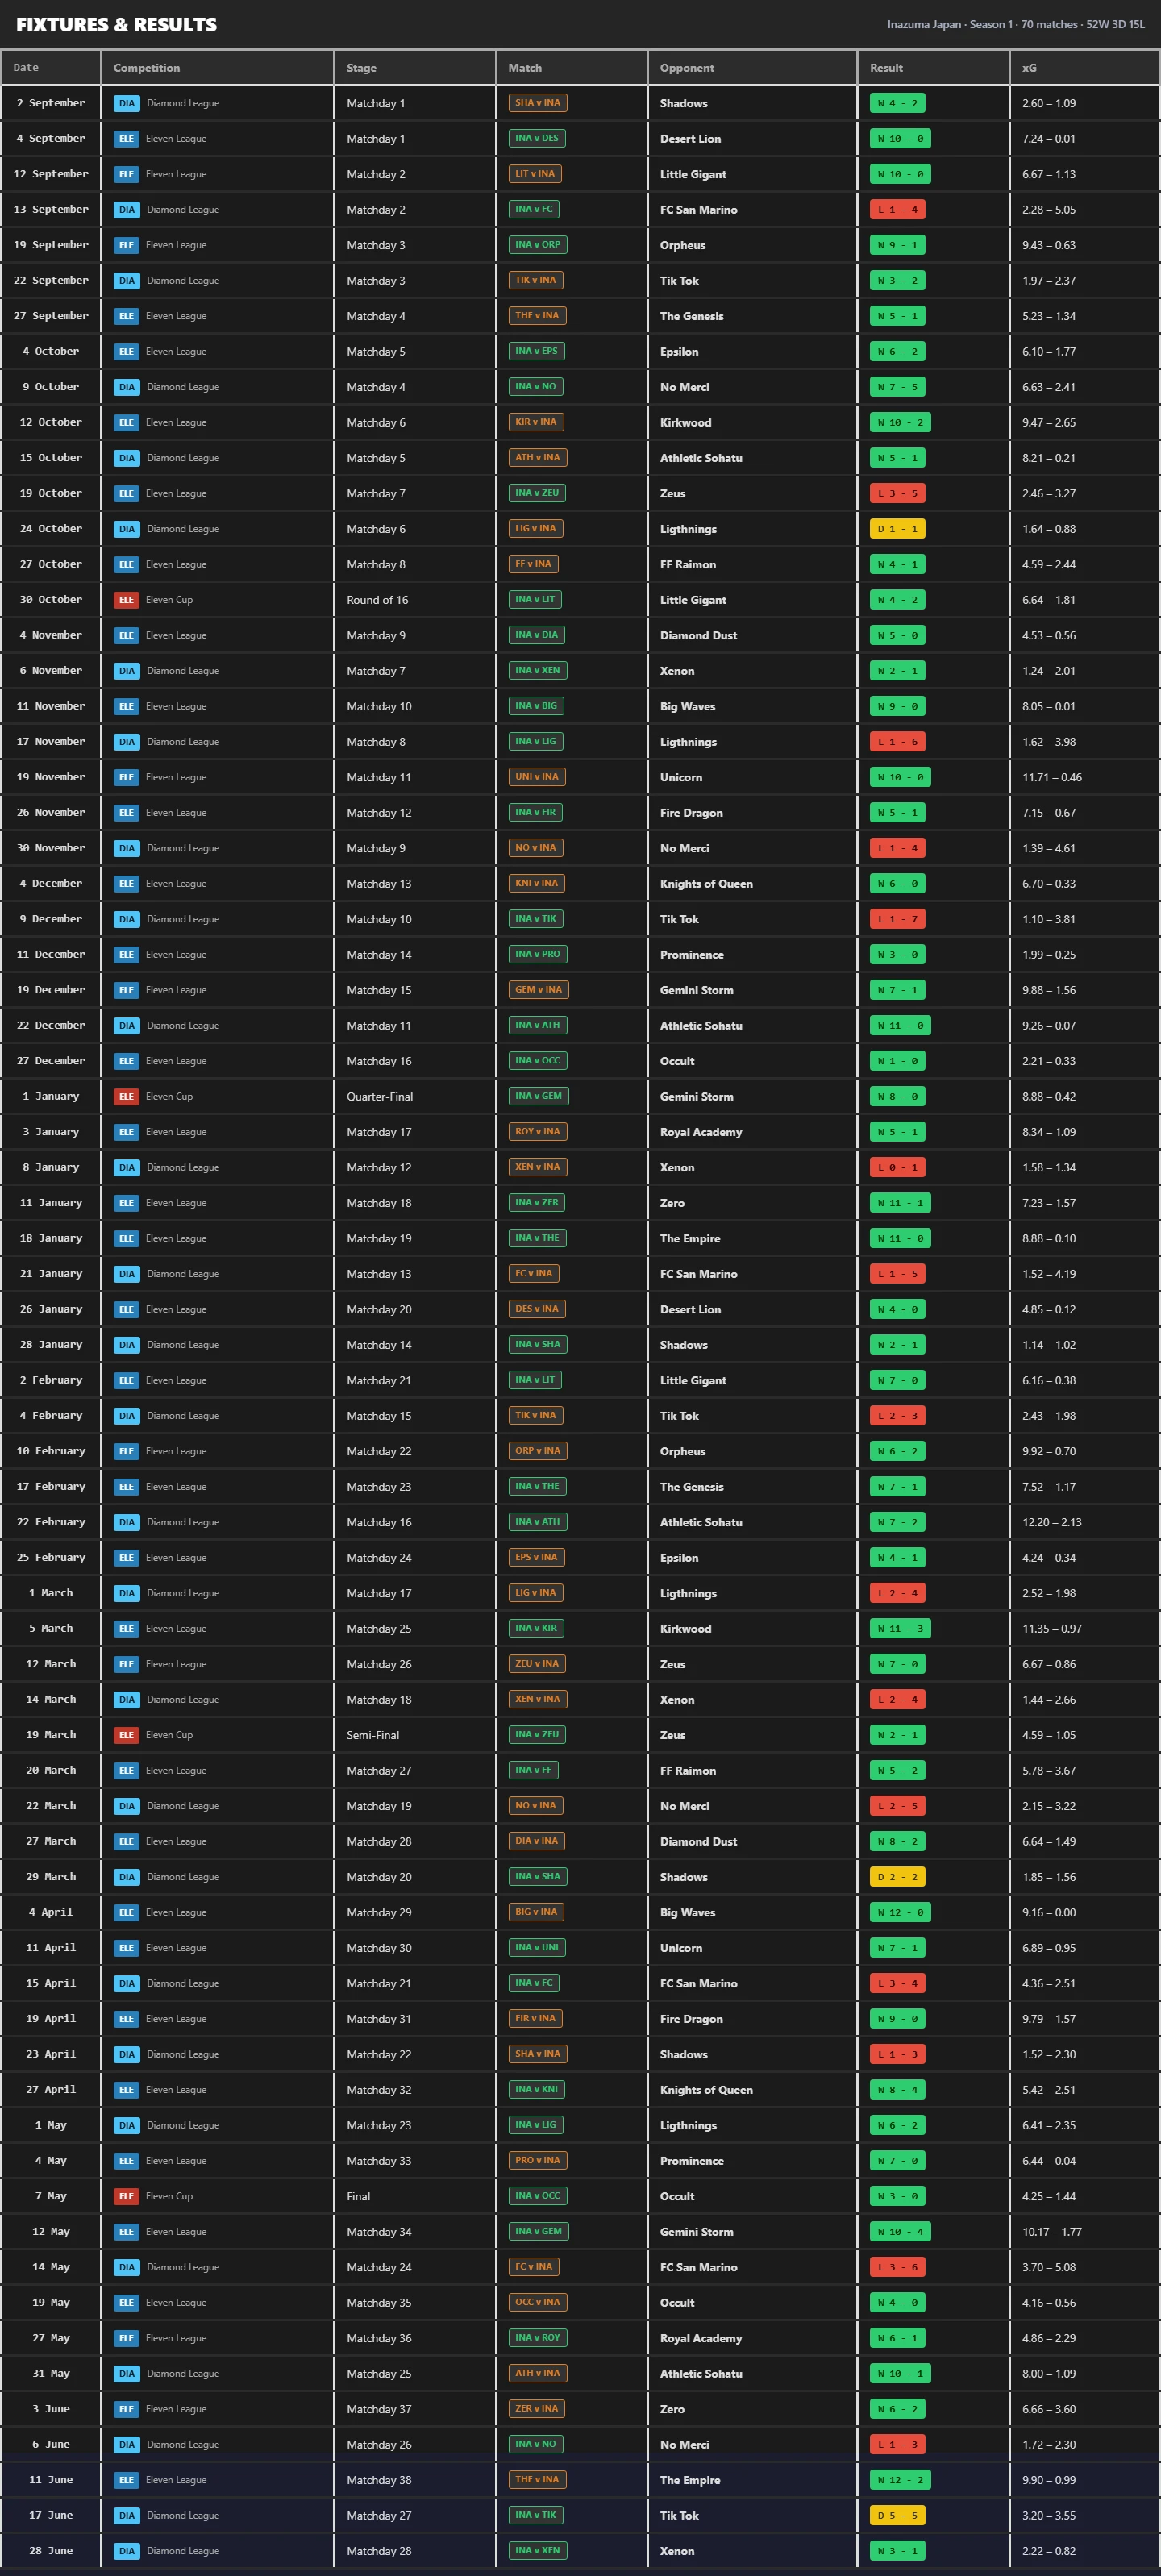 FIXTURES & RESULTS
Inazuma Japan · Season 1 · 70 matches · 52W 3D 15L
Date Competition Stage Match Opponent Result xG
2 September DIA Diamond League Matchday 1 SHA v INA Shadows W 4 - 2 2.60 – 1.09
4 September ELE Eleven League Matchday 1 INA v DES Desert Lion W 10 - 0 7.24 – 0.01
12 September ELE Eleven League Matchday 2 LIT v INA Little Gigant W 10 - 0 6.67 – 1.13
13 September DIA Diamond League Matchday 2 INA v FC FC San Marino L 1 - 4 2.28 – 5.05
19 September ELE Eleven League Matchday 3 INA v ORP Orpheus W 9 - 1 9.43 – 0.63
22 September DIA Diamond League Matchday 3 TIK v INA Tik Tok W 3 - 2 1.97 – 2.37
27 September ELE Eleven League Matchday 4 THE v INA The Genesis W 5 - 1 5.23 – 1.34
4 October ELE Eleven League Matchday 5 INA v EPS Epsilon W 6 - 2 6.10 – 1.77
9 October DIA Diamond League Matchday 4 INA v NO No Merci W 7 - 5 6.63 – 2.41
12 October ELE Eleven League Matchday 6 KIR v INA Kirkwood W 10 - 2 9.47 – 2.65
15 October DIA Diamond League Matchday 5 ATH v INA Athletic Sohatu W 5 - 1 8.21 – 0.21
19 October ELE Eleven League Matchday 7 INA v ZEU Zeus L 3 - 5 2.46 – 3.27
24 October DIA Diamond League Matchday 6 LIG v INA Ligthnings D 1 - 1 1.64 – 0.88
27 October ELE Eleven League Matchday 8 FF v INA FF Raimon W 4 - 1 4.59 – 2.44
30 October ELE Eleven Cup Round of 16 INA v LIT Little Gigant W 4 - 2 6.64 – 1.81
4 November ELE Eleven League Matchday 9 INA v DIA Diamond Dust W 5 - 0 4.53 – 0.56
6 November DIA Diamond League Matchday 7 INA v XEN Xenon W 2 - 1 1.24 – 2.01
11 November ELE Eleven League Matchday 10 INA v BIG Big Waves W 9 - 0 8.05 – 0.01
17 November DIA Diamond League Matchday 8 INA v LIG Ligthnings L 1 - 6 1.62 – 3.98
19 November ELE Eleven League Matchday 11 UNI v INA Unicorn W 10 - 0 11.71 – 0.46
26 November ELE Eleven League Matchday 12 INA v FIR Fire Dragon W 5 - 1 7.15 – 0.67
30 November DIA Diamond League Matchday 9 NO v INA No Merci L 1 - 4 1.39 – 4.61
4 December ELE Eleven League Matchday 13 KNI v INA Knights of Queen W 6 - 0 6.70 – 0.33
9 December DIA Diamond League Matchday 10 INA v TIK Tik Tok L 1 - 7 1.10 – 3.81
11 December ELE Eleven League Matchday 14 INA v PRO Prominence W 3 - 0 1.99 – 0.25
19 December ELE Eleven League Matchday 15 GEM v INA Gemini Storm W 7 - 1 9.88 – 1.56
22 December DIA Diamond League Matchday 11 INA v ATH Athletic Sohatu W 11 - 0 9.26 – 0.07
27 December ELE Eleven League Matchday 16 INA v OCC Occult W 1 - 0 2.21 – 0.33
1 January ELE Eleven Cup Quarter-Final INA v GEM Gemini Storm W 8 - 0 8.88 – 0.42
3 January ELE Eleven League Matchday 17 ROY v INA Royal Academy W 5 - 1 8.34 – 1.09
8 January DIA Diamond League Matchday 12 XEN v INA Xenon L 0 - 1 1.58 – 1.34
11 January ELE Eleven League Matchday 18 INA v ZER Zero W 11 - 1 7.23 – 1.57
18 January ELE Eleven League Matchday 19 INA v THE The Empire W 11 - 0 8.88 – 0.10
21 January DIA Diamond League Matchday 13 FC v INA FC San Marino L 1 - 5 1.52 – 4.19
26 January ELE Eleven League Matchday 20 DES v INA Desert Lion W 4 - 0 4.85 – 0.12
28 January DIA Diamond League Matchday 14 INA v SHA Shadows W 2 - 1 1.14 – 1.02
2 February ELE Eleven League Matchday 21 INA v LIT Little Gigant W 7 - 0 6.16 – 0.38
4 February DIA Diamond League Matchday 15 TIK v INA Tik Tok L 2 - 3 2.43 – 1.98
10 February ELE Eleven League Matchday 22 ORP v INA Orpheus W 6 - 2 9.92 – 0.70
17 February ELE Eleven League Matchday 23 INA v THE The Genesis W 7 - 1 7.52 – 1.17
22 February DIA Diamond League Matchday 16 INA v ATH Athletic Sohatu W 7 - 2 12.20 – 2.13
25 February ELE Eleven League Matchday 24 EPS v INA Epsilon W 4 - 1 4.24 – 0.34
1 March DIA Diamond League Matchday 17 LIG v INA Ligthnings L 2 - 4 2.52 – 1.98
5 March ELE Eleven League Matchday 25 INA v KIR Kirkwood W 11 - 3 11.35 – 0.97
12 March ELE Eleven League Matchday 26 ZEU v INA Zeus W 7 - 0 6.67 – 0.86
14 March DIA Diamond League Matchday 18 XEN v INA Xenon L 2 - 4 1.44 – 2.66
19 March ELE Eleven Cup Semi-Final INA v ZEU Zeus W 2 - 1 4.59 – 1.05
20 March ELE Eleven League Matchday 27 INA v FF FF Raimon W 5 - 2 5.78 – 3.67
22 March DIA Diamond League Matchday 19 NO v INA No Merci L 2 - 5 2.15 – 3.22
27 March ELE Eleven League Matchday 28 DIA v INA Diamond Dust W 8 - 2 6.64 – 1.49
29 March DIA Diamond League Matchday 20 INA v SHA Shadows D 2 - 2 1.85 – 1.56
4 April ELE Eleven League Matchday 29 BIG v INA Big Waves W 12 - 0 9.16 – 0.00
11 April ELE Eleven League Matchday 30 INA v UNI Unicorn W 7 - 1 6.89 – 0.95
15 April DIA Diamond League Matchday 21 INA v FC FC San Marino L 3 - 4 4.36 – 2.51
19 April ELE Eleven League Matchday 31 FIR v INA Fire Dragon W 9 - 0 9.79 – 1.57
23 April DIA Diamond League Matchday 22 SHA v INA Shadows L 1 - 3 1.52 – 2.30
27 April ELE Eleven League Matchday 32 INA v KNI Knights of Queen W 8 - 4 5.42 – 2.51
1 May DIA Diamond League Matchday 23 INA v LIG Ligthnings W 6 - 2 6.41 – 2.35
4 May ELE Eleven League Matchday 33 PRO v INA Prominence W 7 - 0 6.44 – 0.04
7 May ELE Eleven Cup Final INA v OCC Occult W 3 - 0 4.25 – 1.44
12 May ELE Eleven League Matchday 34 INA v GEM Gemini Storm W 10 - 4 10.17 – 1.77
14 May DIA Diamond League Matchday 24 FC v INA FC San Marino L 3 - 6 3.70 – 5.08
19 May ELE Eleven League Matchday 35 OCC v INA Occult W 4 - 0 4.16 – 0.56
27 May ELE Eleven League Matchday 36 INA v ROY Royal Academy W 6 - 1 4.86 – 2.29
31 May DIA Diamond League Matchday 25 ATH v INA Athletic Sohatu W 10 - 1 8.00 – 1.09
3 June ELE Eleven League Matchday 37 ZER v INA Zero W 6 - 2 6.66 – 3.60
6 June DIA Diamond League Matchday 26 INA v NO No Merci L 1 - 3 1.72 – 2.30
11 June ELE Eleven League Matchday 38 THE v INA The Empire W 12 - 2 9.90 – 0.99
17 June DIA Diamond League Matchday 27 INA v TIK Tik Tok D 5 - 5 3.20 – 3.55
28 June DIA Diamond League Matchday 28 INA v XEN Xenon W 3 - 1 2.22 – 0.82